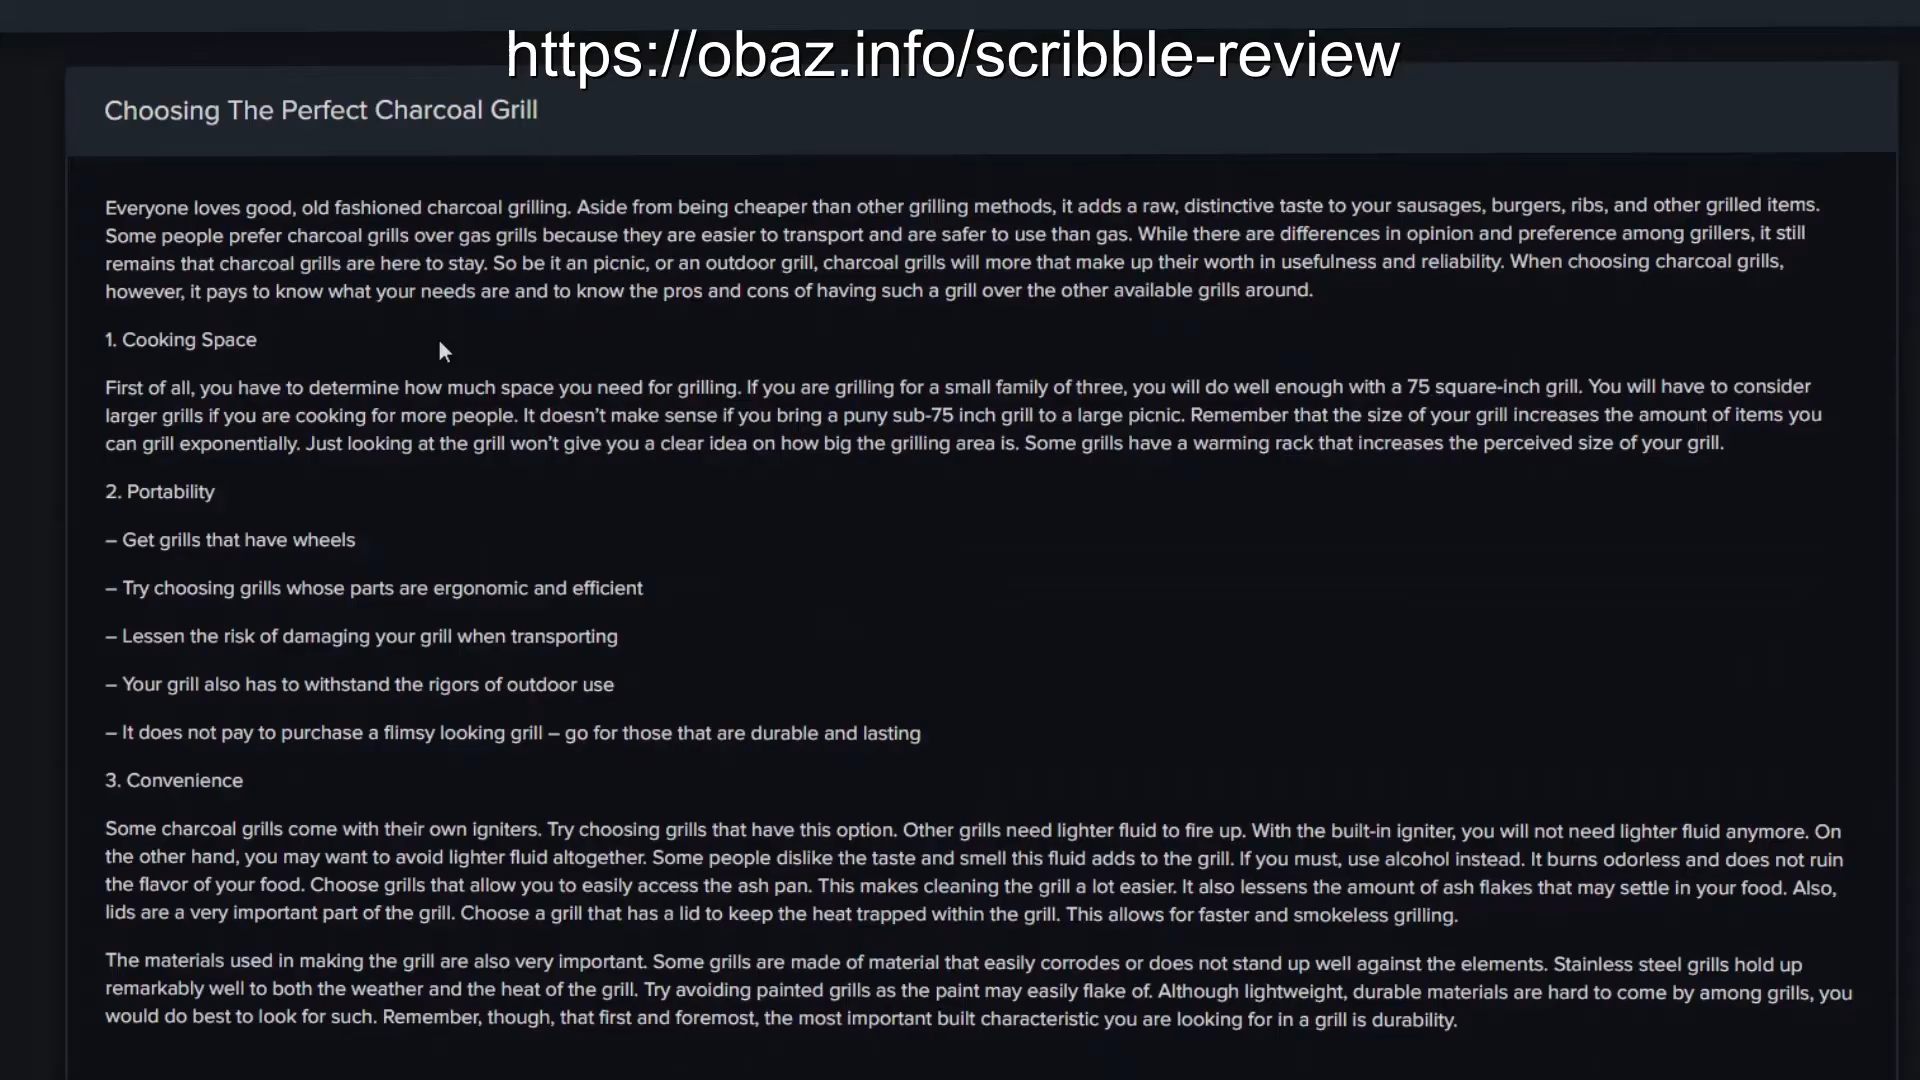 https://obaz.info/scribble-review
Choosing The Perfect Charcoal Grill
Everyone loves good, old fashioned charcoal grilling. Aside from being cheaper than other grilling methods, it adds a raw, distinctive taste to your sausages, burgers, ribs, and other grilled items.
Some people prefer charcoal grills over gas grills because they are easier to transport and are safer to use than gas. While there are differences in opinion and preference among grillers, it still
remains that charcoal grills are here to stay. So be it an picnic, or an outdoor grill, charcoal grills will more that make up their worth in usefulness and reliability. When choosing charcoal grills,
however, it pays to know what your needs are and to know the pros and cons of having such a grill over the other available grills around.
1. Cooking Space
First of all, you have to determine how much space you need for grilling. If you are grilling for a small family of three, you will do well enough with a 75 square-inch grill. You will have to consider
larger grills if you are cooking for more people. It doesn’t make sense if you bring a puny sub-75 inch grill to a large picnic. Remember that the size of your grill increases the amount of items you
can grill exponentially. Just looking at the grill won’t give you a clear idea on how big the grilling area is. Some grills have a warming rack that increases the perceived size of your grill.
2. Portability
– Get grills that have wheels
– Try choosing grills whose parts are ergonomic and efficient
– Lessen the risk of damaging your grill when transporting
– Your grill also has to withstand the rigors of outdoor use
– It does not pay to purchase a flimsy looking grill – go for those that are durable and lasting
3. Convenience
Some charcoal grills come with their own igniters. Try choosing grills that have this option. Other grills need lighter fluid to fire up. With the built-in igniter, you will not need lighter fluid anymore. On
the other hand, you may want to avoid lighter fluid altogether. Some people dislike the taste and smell this fluid adds to the grill. If you must, use alcohol instead. It burns odorless and does not ruin
the flavor of your food. Choose grills that allow you to easily access the ash pan. This makes cleaning the grill a lot easier. It also lessens the amount of ash flakes that may settle in your food. Also,
lids are a very important part of the grill. Choose a grill that has a lid to keep the heat trapped within the grill. This allows for faster and smokeless grilling.
The materials used in making the grill are also very important. Some grills are made of material that easily corrodes or does not stand up well against the elements. Stainless steel grills hold up
remarkably well to both the weather and the heat of the grill. Try avoiding painted grills as the paint may easily flake of. Although lightweight, durable materials are hard to come by among grills, you
would do best to look for such. Remember, though, that first and foremost, the most important built characteristic you are looking for in a grill is durability.